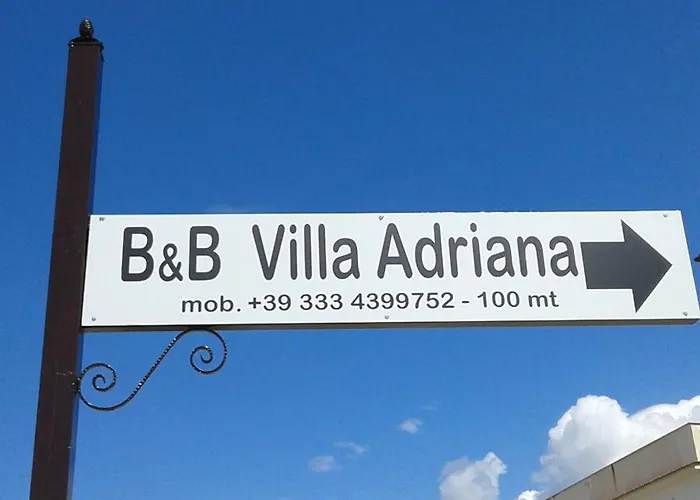 B&B Villa Adriana
mob. +39 333 4399752 - 100 mt